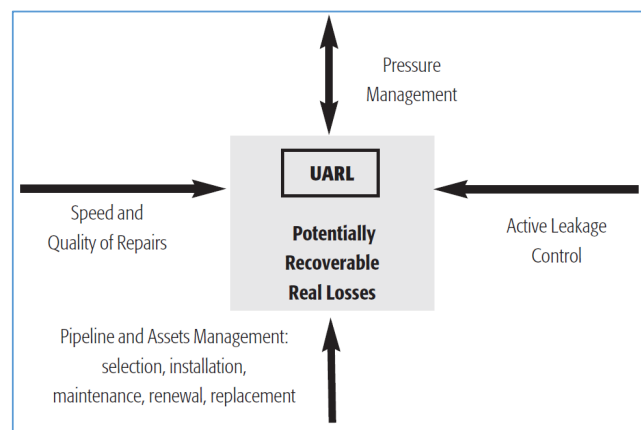 Pressure
Management
UARL
Speed and
Quality of Repairs
Potentially
Recoverable
Real Losses
Active Leakage
Control
Pipeline and Assets Management:
selection, installation,
maintenance, renewal, replacement